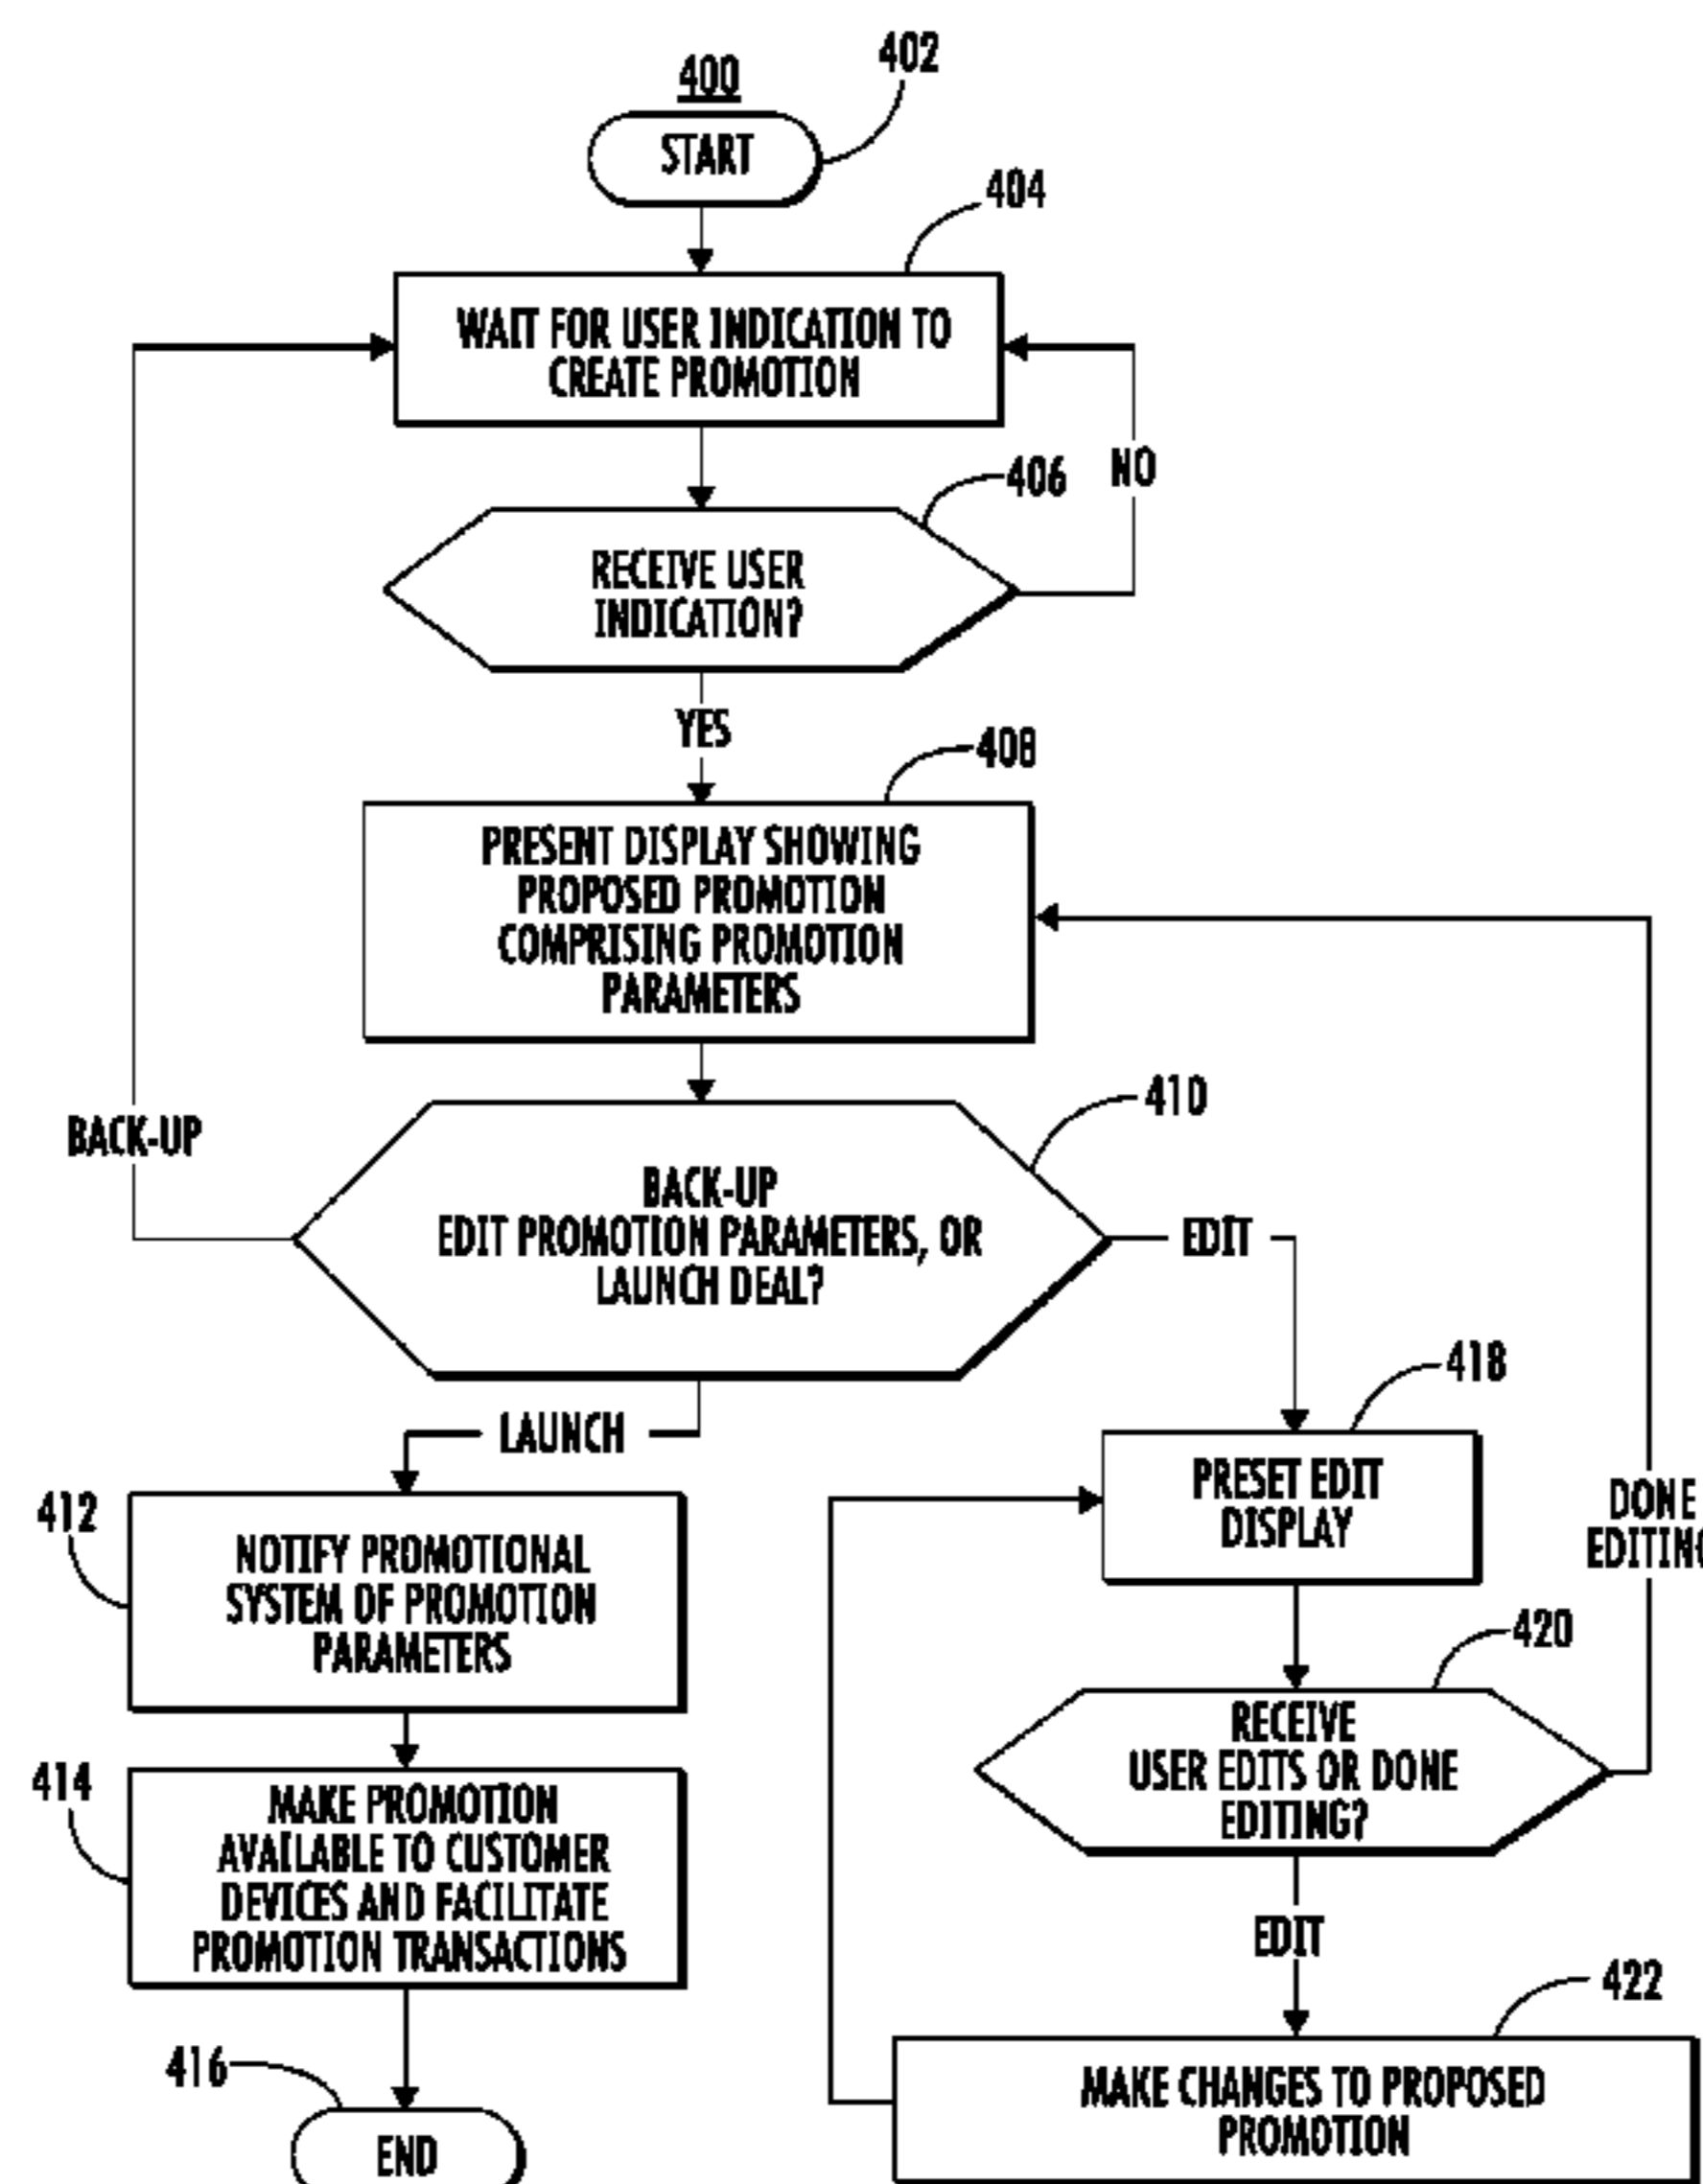 400
402
START
404
WAIT FOR USER INDICATION TO
CREATE PROMOTION
406
NO
RECEIVE USER
INDICATION?
YES
408
PRESENT DISPLAY SHOWING
PROPOSED PROMOTION
COMPRISING PROMOTION
PARAMETERS
410
BACK-UP
BACK-UP
EDIT PROMOTION PARAMETERS, OR
LAUNCH DEAL?
EDIT
418
LAUNCH
PRESET EDIT
DISPLAY
DONE
EDITING
412
NOTIFY PROMOTIONAL
SYSTEM OF PROMOTION
PARAMETERS
420
RECEIVE
USER EDITS OR DONE
EDITING?
414
MAKE PROMOTION
AVAILABLE TO CUSTOMER
DEVICES AND FACILITATE
PROMOTION TRANSACTIONS
EDIT
422
416
MAKE CHANGES TO PROPOSED
PROMOTION
END